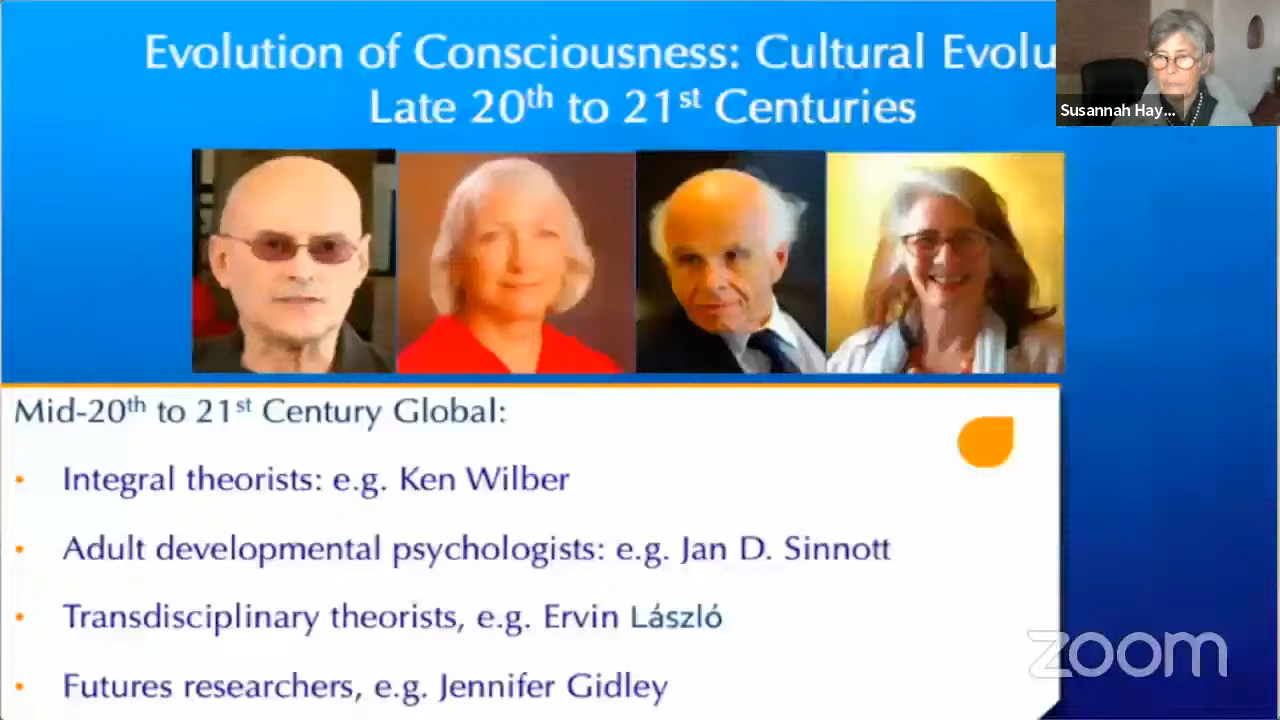 Evolution of Consciousness: Cultural Evolu
Late 20th to 21st Centuries
Susannah Hay...
Mid-20th to 21st Century Global:
• Integral theorists: e.g. Ken Wilber
• Adult developmental psychologists: e.g. Jan D. Sinnott
• Transdisciplinary theorists, e.g. Ervin László
• Futures researchers, e.g. Jennifer Gidley
zoom